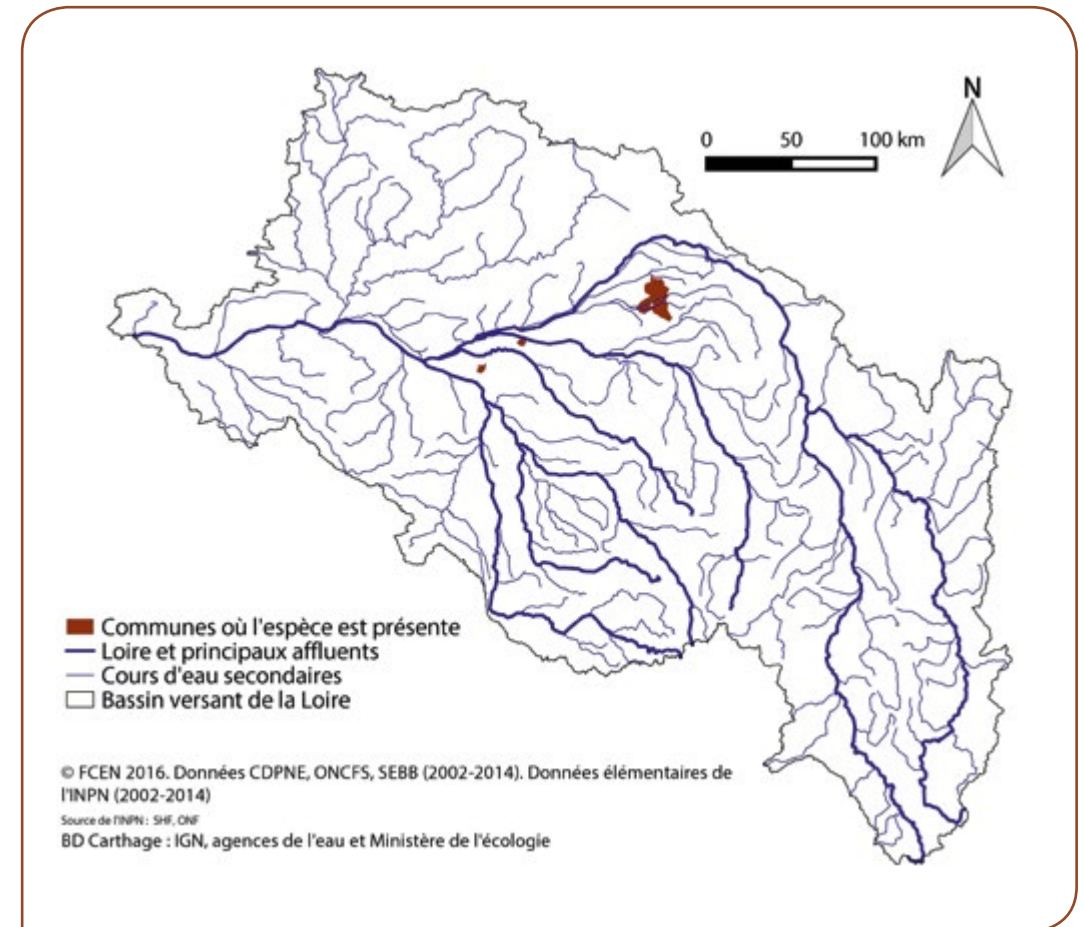 N
0 50 100 km
Communes où l'espèce est présente
Loire et principaux affluents
Cours d'eau secondaires
Bassin versant de la Loire
© FCEN 2016. Données CDPNE, ONCFS, SEBB (2002-2014). Données élémentaires de
l'INPN (2002-2014)
Source de l'INPN : SHF, ONF
BD Carthage : IGN, agences de l'eau et Ministère de l'écologie